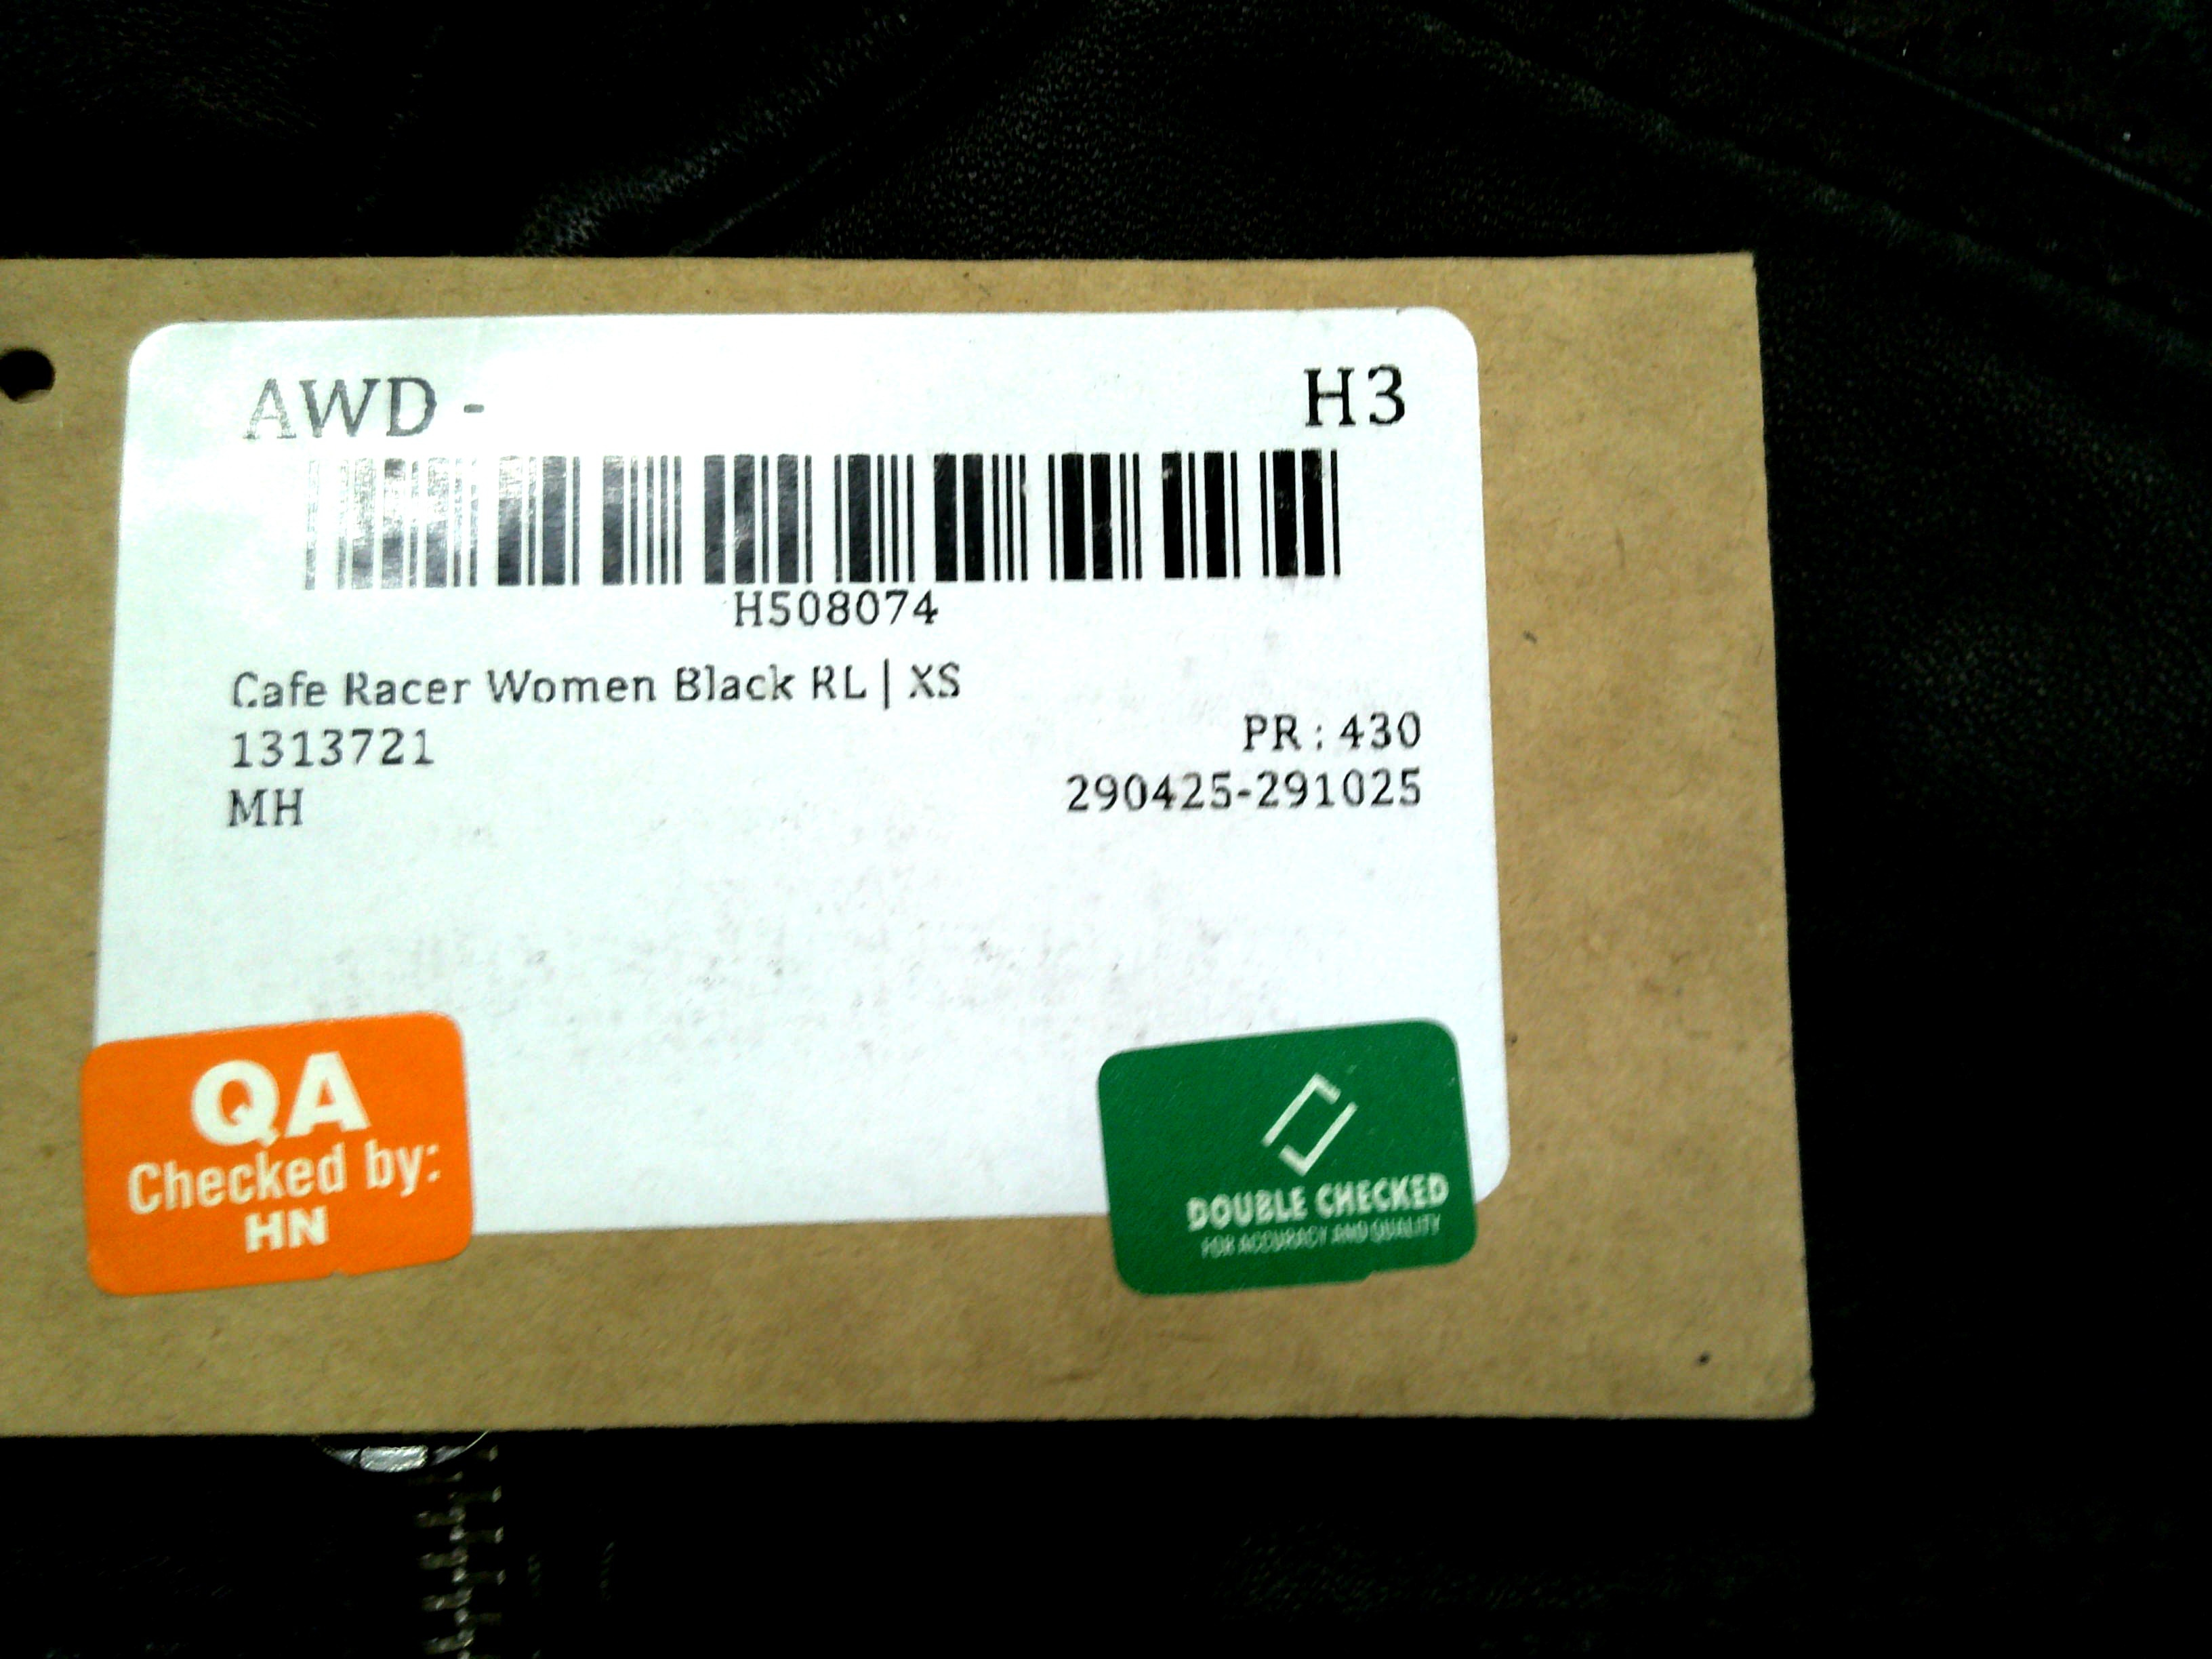 AWD - H3
H508074
Cafe Racer Women Black RL | XS
1313721 PR : 430
MH 290425-291025
QA
Checked by:
HN
DOUBLE CHECKED
FOR ACCURACY AND QUALITY